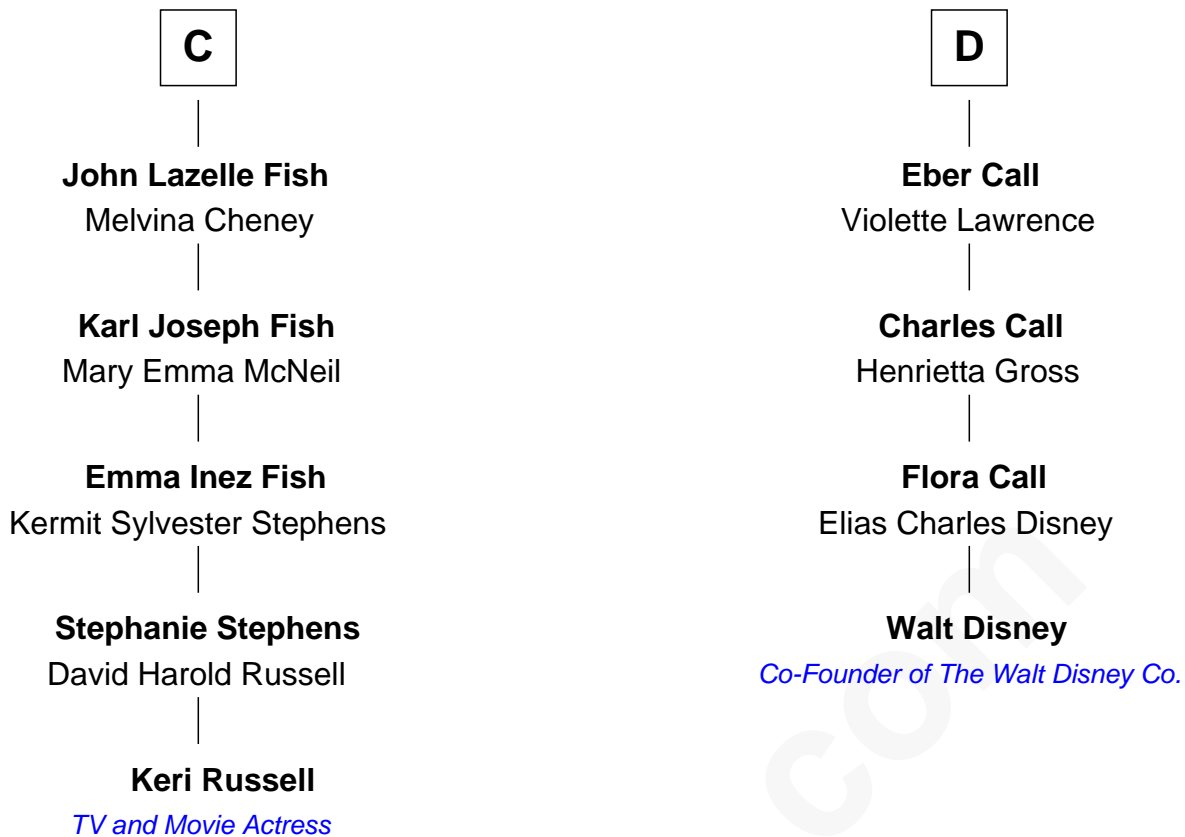 C
John Lazelle Fish
Melvina Cheney
Karl Joseph Fish
Mary Emma McNeil
Emma Inez Fish
Kermit Sylvester Stephens
Stephanie Stephens
David Harold Russell
Keri Russell
TV and Movie Actress
D
Eber Call
Violette Lawrence
Charles Call
Henrietta Gross
Flora Call
Elias Charles Disney
Walt Disney
Co-Founder of The Walt Disney Co.
com